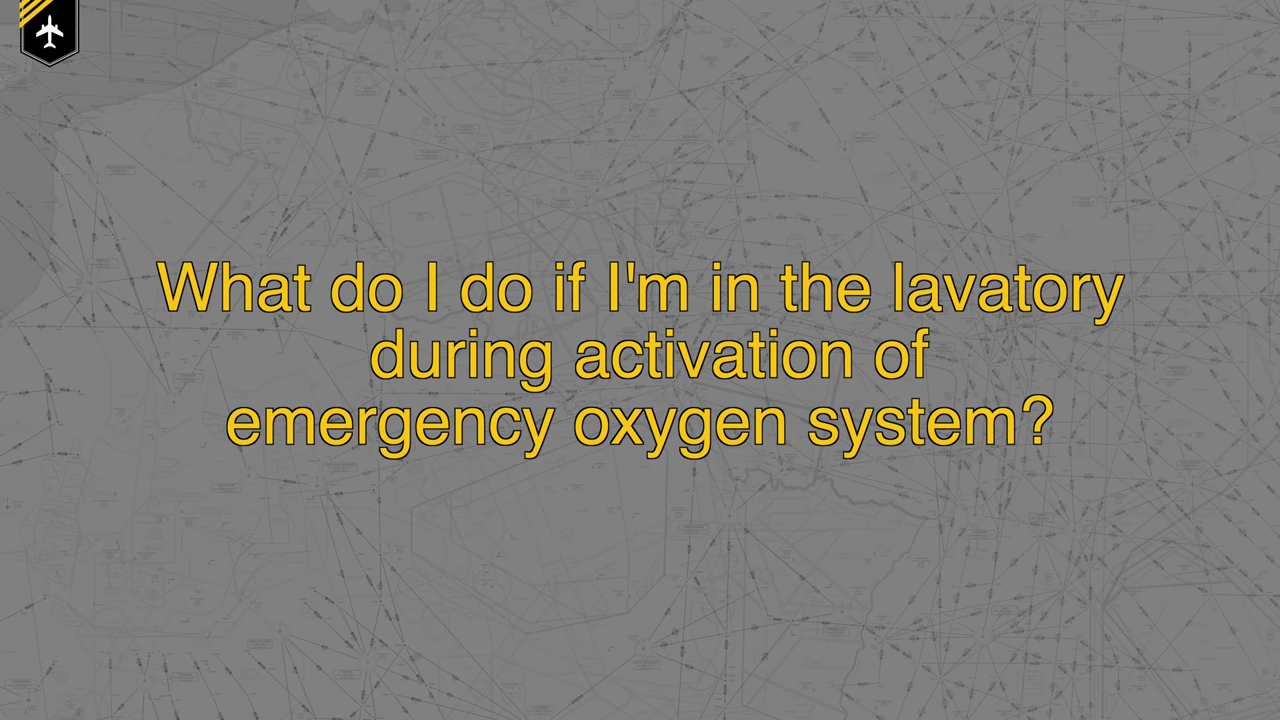 What do I do if I'm in the lavatory
during activation of
emergency oxygen system?